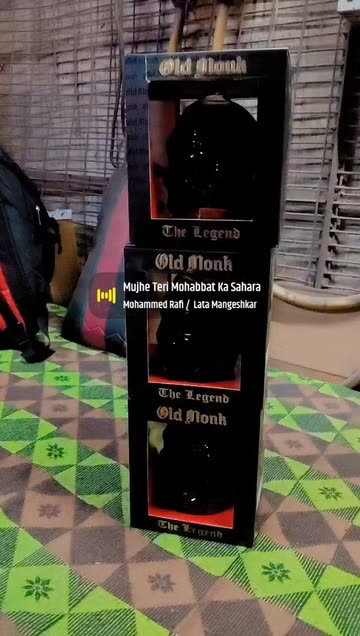 Old Monk
The Legend
Old Monk
Mujhe Teri Mohabbat Ka Sahara
Mohammed Rafi / Lata Mangeshkar
The Legend
Old Monk
The Legend